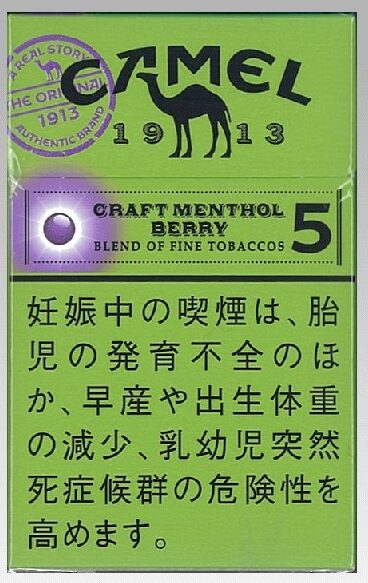 A REAL STORY
THE ORIGINAL
1913
AUTHENTIC BRAND
CAMEL
1913
CRAFT MENTHOL
BERRY
BLEND OF FINE TOBACCOS
5
妊娠中の喫煙は、胎
児の発育不全のほ
か、早産や出生体重
の減少、乳幼児突然
死症候群の危険性を
高めます。